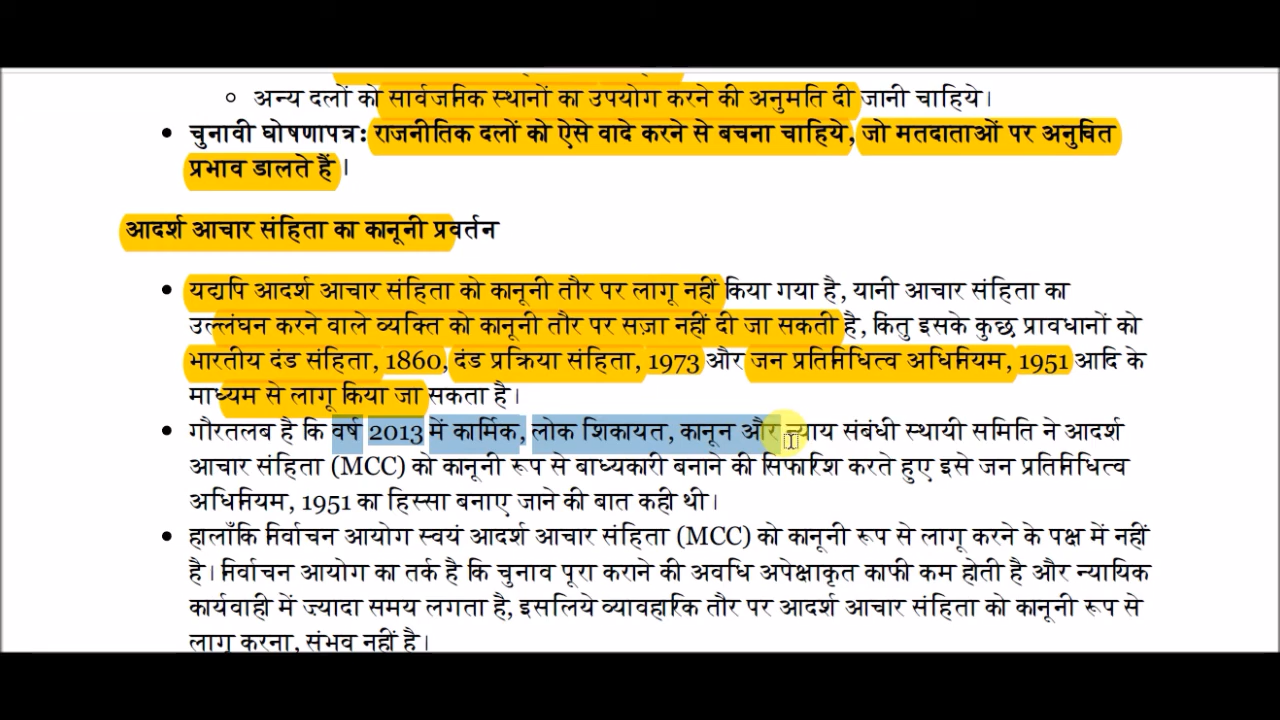 अन्य दलों को सार्वजनिक स्थानों का उपयोग करने की अनुमति दी जानी चाहिये।
चुनावी घोषणापत्र: राजनीतिक दलों को ऐसे वादे करने से बचना चाहिये, जो मतदाताओं पर अनुचित
प्रभाव डालते हैं।
आदर्श आचार संहिता का कानूनी प्रवर्तन
यद्यपि आदर्श आचार संहिता को कानूनी तौर पर लागू नहीं किया गया है, यानी आचार संहिता का
उल्लंघन करने वाले व्यक्ति को कानूनी तौर पर सज़ा नहीं दी जा सकती है, किंतु इसके कुछ प्रावधानों को
भारतीय दंड संहिता, 1860, दंड प्रक्रिया संहिता, 1973 और जन प्रतिनिधित्व अधिनियम, 1951 आदि के
माध्यम से लागू किया जा सकता है।
गौरतलब है कि वर्ष 2013 में कार्मिक, लोक शिकायत, कानून और न्याय संबंधी स्थायी समिति ने आदर्श
आचार संहिता (MCC) को कानूनी रूप से बाध्यकारी बनाने की सिफारिश करते हुए इसे जन प्रतिनिधित्व
अधिनियम, 1951 का हिस्सा बनाए जाने की बात कही थी।
हालाँकि निर्वाचन आयोग स्वयं आदर्श आचार संहिता (MCC) को कानूनी रूप से लागू करने के पक्ष में नहीं
है। निर्वाचन आयोग का तर्क है कि चुनाव पूरा कराने की अवधि अपेक्षाकृत काफी कम होती है और न्यायिक
कार्यवाही में ज्यादा समय लगता है, इसलिये व्यावहारिक तौर पर आदर्श आचार संहिता को कानूनी रूप से
लागू करना, संभव नहीं है।